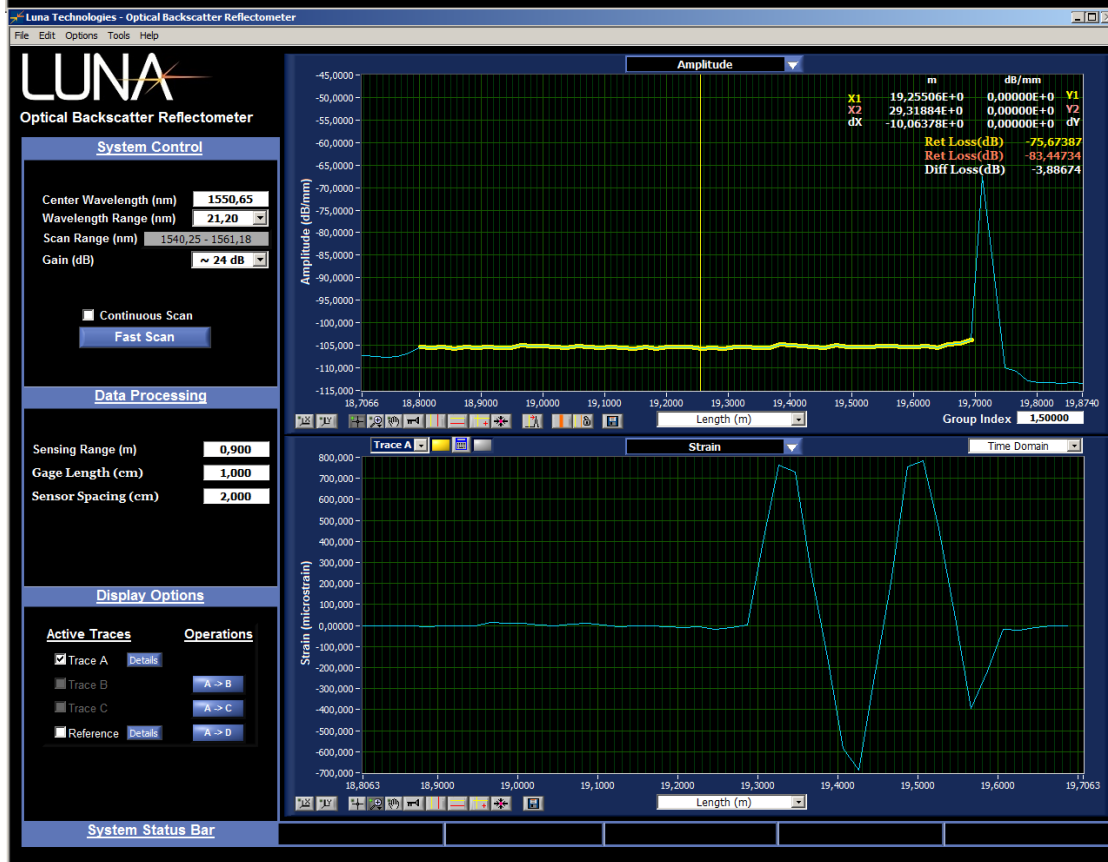 Luna Technologies - Optical Backscatter Reflectometer
File Edit Options Tools Help
LUNA
Optical Backscatter Reflectometer
System Control
Center Wavelength (nm) 1550,65
Wavelength Range (nm) 21,20
Scan Range (nm) 1540,25 - 1561,18
Gain (dB) ~ 24 dB
Continuous Scan
Fast Scan
Data Processing
Sensing Range (m) 0,900
Gage Length (cm) 1,000
Sensor Spacing (cm) 2,000
Display Options
Active Traces Operations
Trace A Details
Trace B A -> B
Trace C A -> C
Reference Details A -> D
System Status Bar
Amplitude
m dB/mm
X1 19,25506E+0 0,00000E+0 Y1
X2 29,31884E+0 0,00000E+0 Y2
dX -10,06378E+0 0,00000E+0 dY
Ret Loss(dB) -75,67387
Ret Loss(dB) -83,44734
Diff Loss(dB) -3,88674
Amplitude (dB/mm)
-45,0000
-50,0000
-55,0000
-60,0000
-65,0000
-70,0000
-75,0000
-80,0000
-85,0000
-90,0000
-95,0000
-100,000
-105,000
-110,000
-115,000
18,7066 18,8000 18,9000 19,0000 19,1000 19,2000 19,3000 19,4000 19,5000 19,6000 19,7000 19,8740
Length (m)
Group Index 1,50000
Trace A Strain Time Domain
Strain (microstrain)
800,000
700,000
600,000
500,000
400,000
300,000
200,000
100,000
0,00000
-100,000
-200,000
-300,000
-400,000
-500,000
-600,000
-700,000
18,8063 18,9000 19,0000 19,1000 19,2000 19,3000 19,4000 19,5000 19,6000 19,7063
Length (m)